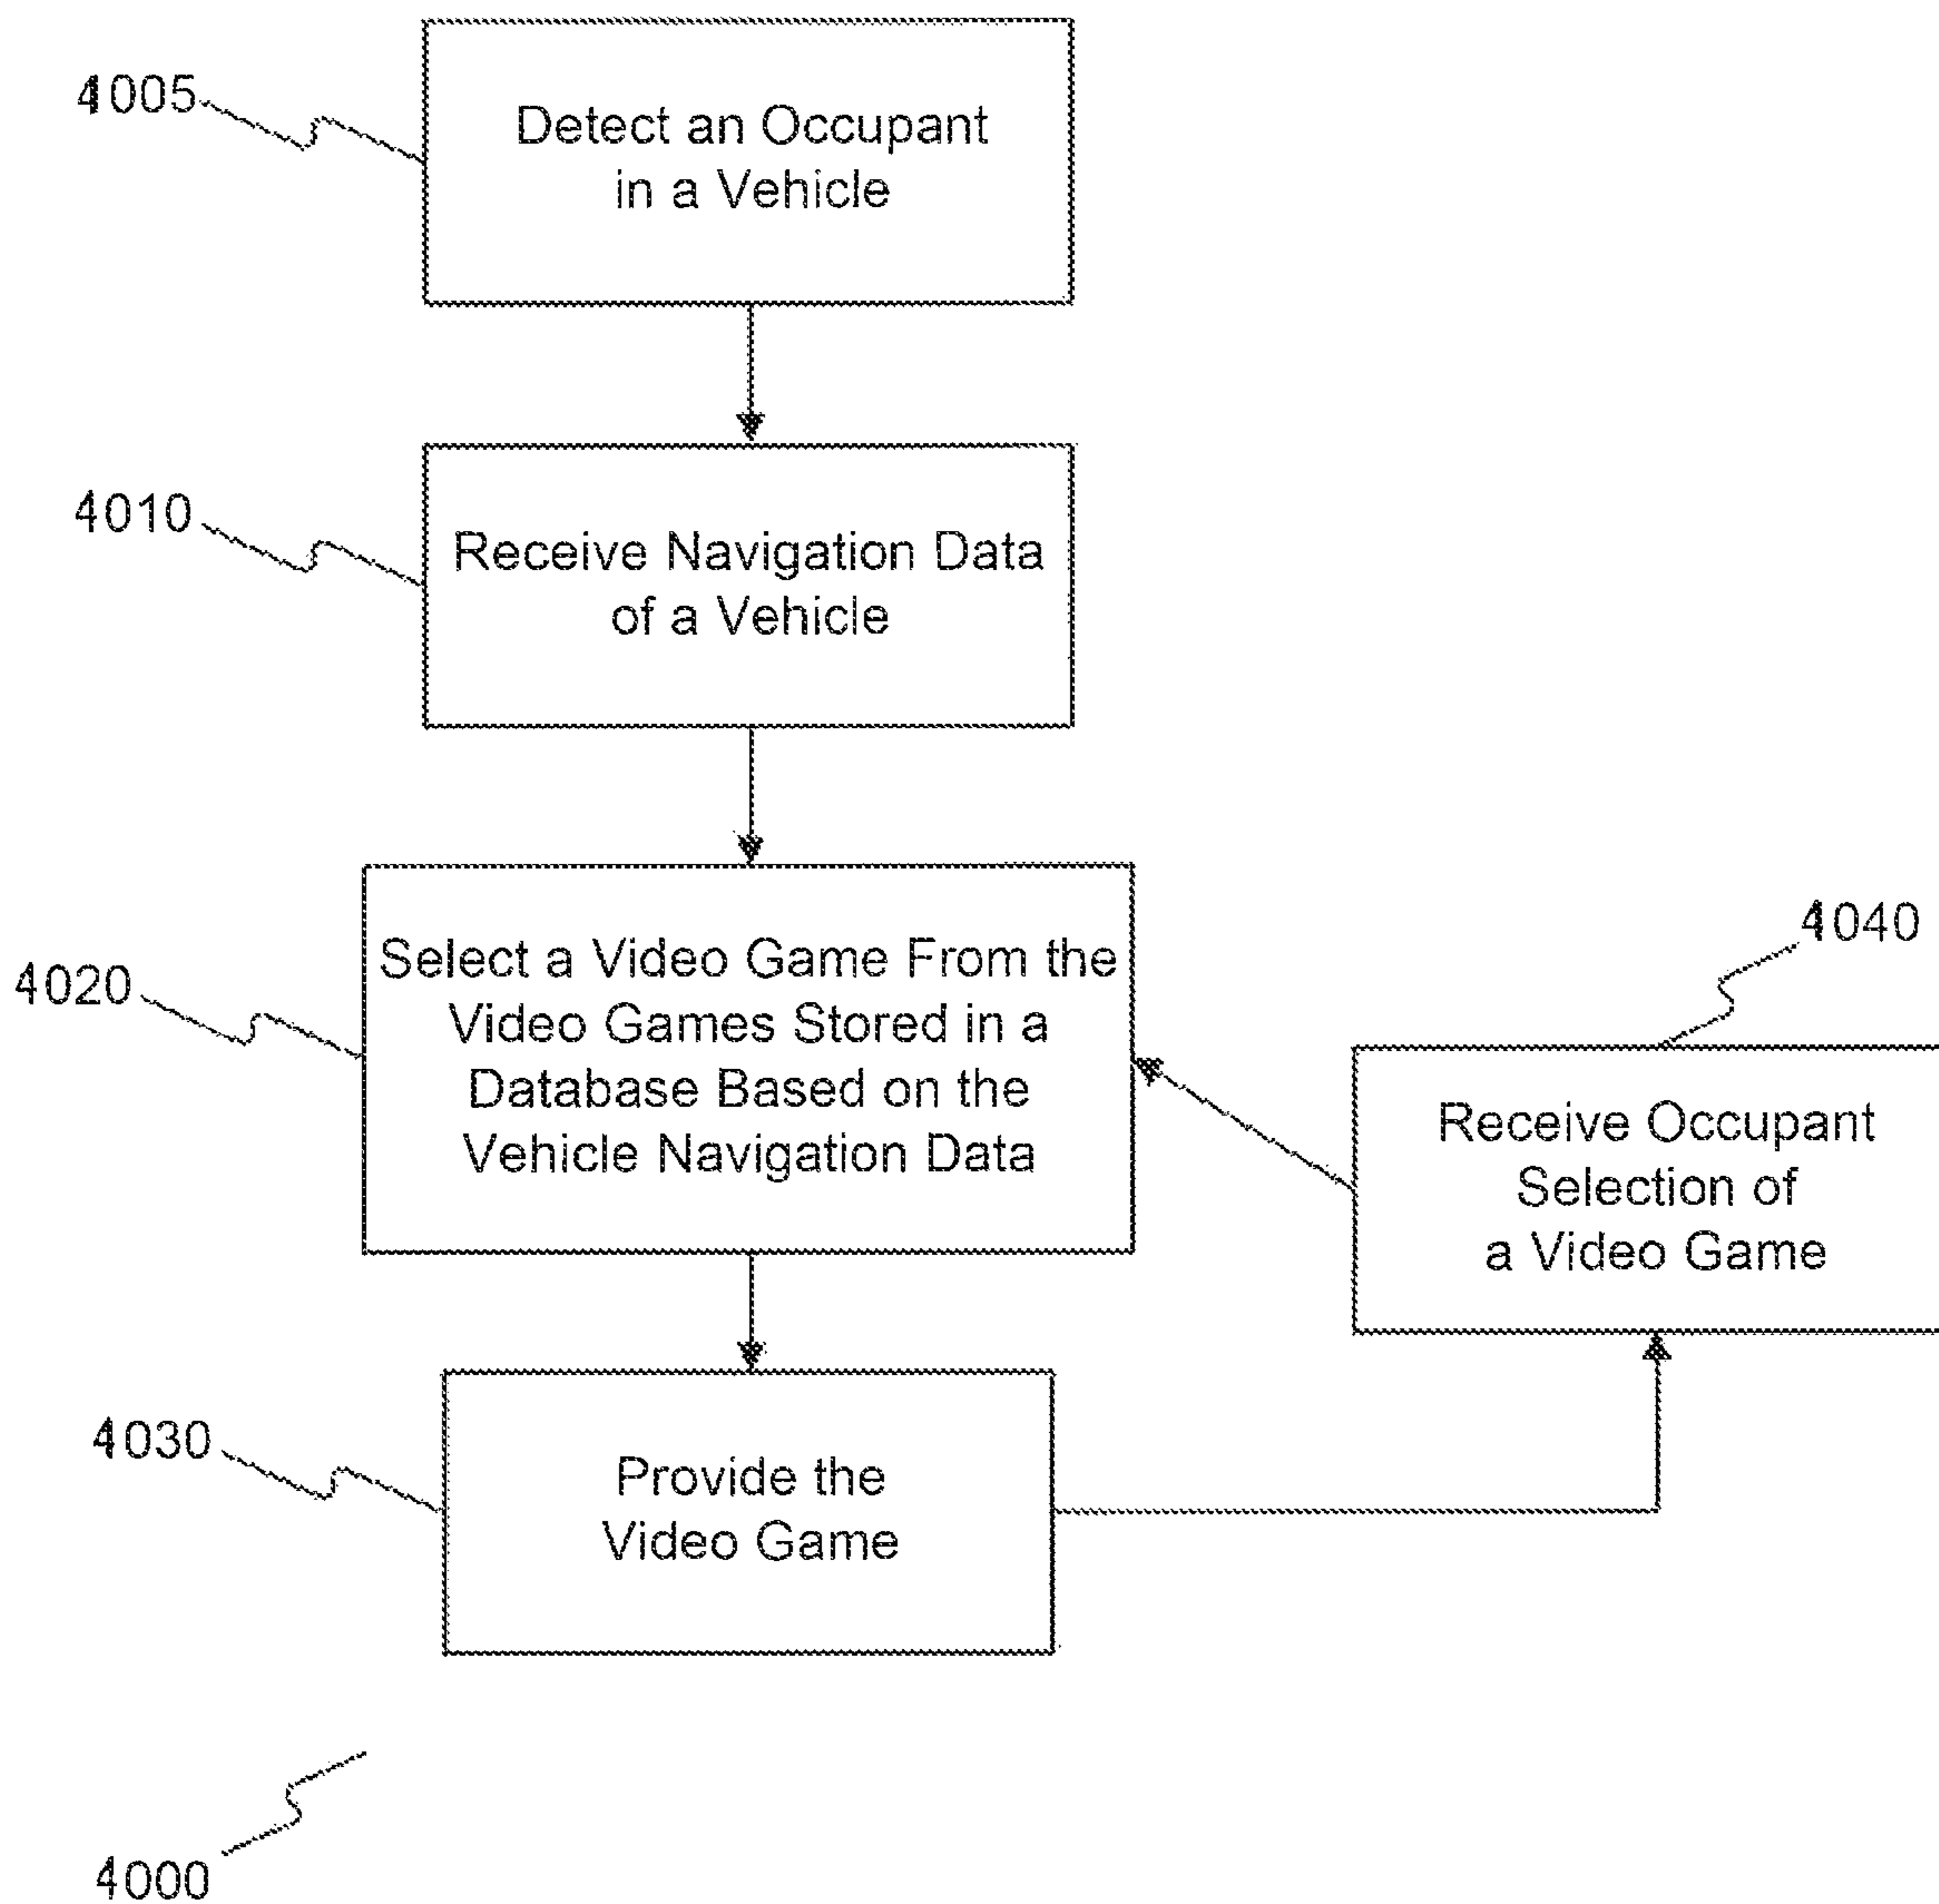 4005
Detect an Occupant
in a Vehicle
4010
Receive Navigation Data
of a Vehicle
4020
Select a Video Game From the
Video Games Stored in a
Database Based on the
Vehicle Navigation Data
4040
Receive Occupant
Selection of
a Video Game
4030
Provide the
Video Game
4000